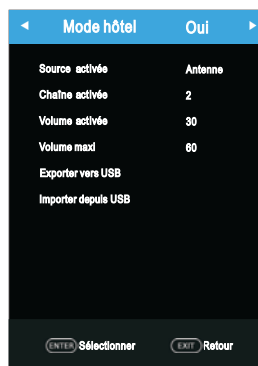 Mode hôtel Oui
Source activée Antenne
Chaîne activée 2
Volume activée 30
Volume maxi 60
Exporter vers USB
Importer depuis USB
ENTER Sélectionner EXIT Retour